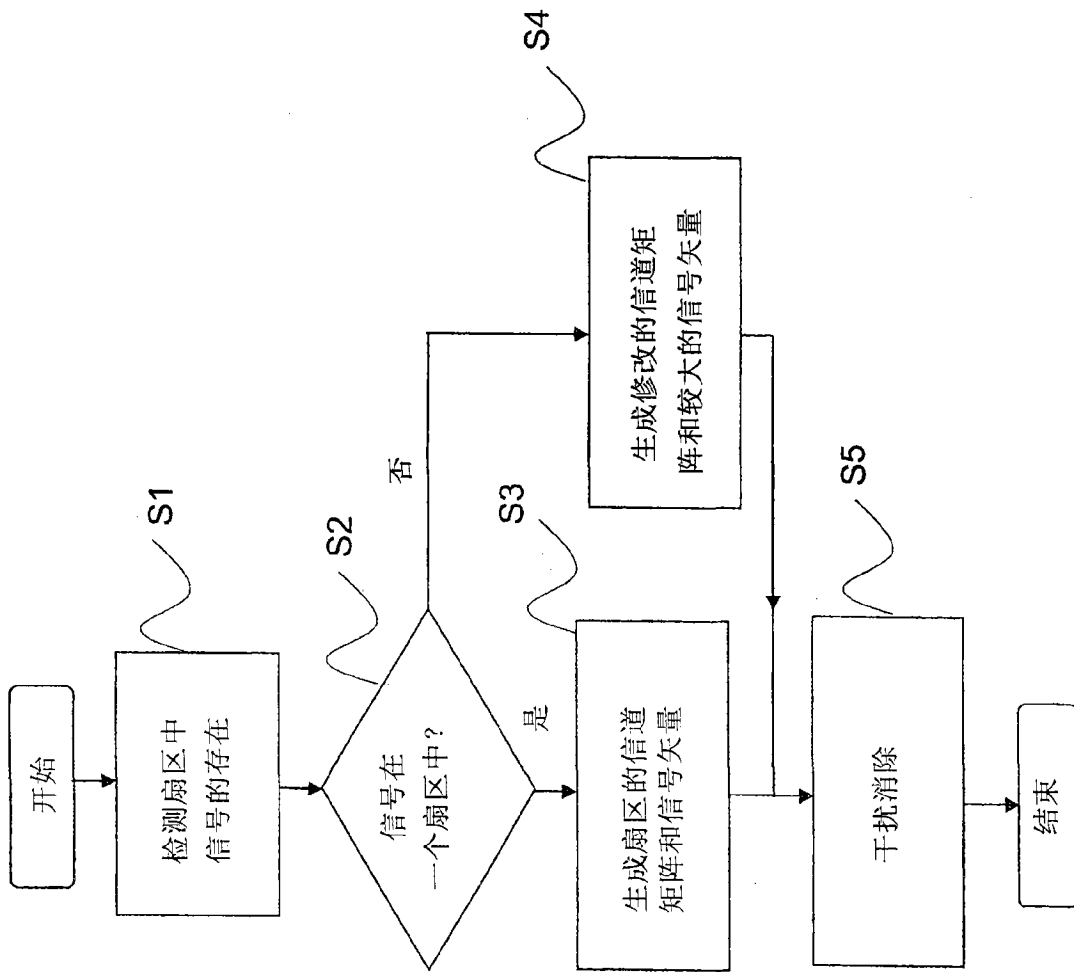 开始
S1
检测扇区中
信号的存在
S2
信号在
一个扇区中?
否
是
S3
生成扇区的信道
矩阵和信号矢量
S4
生成修改的信道矩
阵和较大的信号矢量
S5
干扰消除
结束